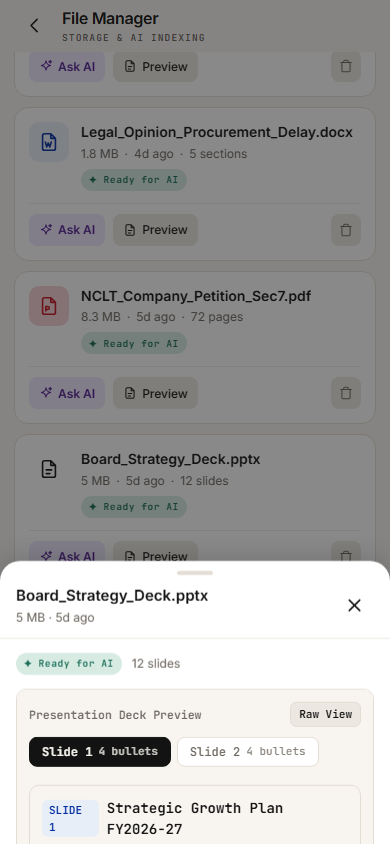 File Manager
STORAGE & AI INDEXING
Ask AI Preview
Legal_Opinion_Procurement_Delay.docx
1.8 MB · 4d ago · 5 sections
Ready for AI
Ask AI Preview
NCLT_Company_Petition_Sec7.pdf
8.3 MB · 5d ago · 72 pages
Ready for AI
Ask AI Preview
Board_Strategy_Deck.pptx
5 MB · 5d ago · 12 slides
Ready for AI
Ask AI Preview
Board_Strategy_Deck.pptx
5 MB · 5d ago
Ready for AI 12 slides
Presentation Deck Preview Raw View
Slide 1 4 bullets Slide 2 4 bullets
SLIDE 1
Strategic Growth Plan
FY2026-27